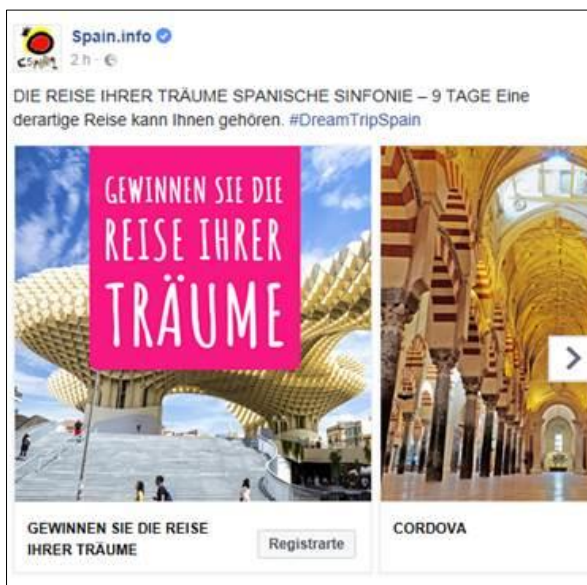 Spain.info
2 h
DIE REISE IHRER TRÄUME SPANISCHE SINFONIE – 9 TAGE Eine
derartige Reise kann Ihnen gehören. #DreamTripSpain
GEWINNEN SIE DIE
REISE IHRER
TRÄUME
GEWINNEN SIE DIE REISE
IHRER TRÄUME
Registrarte
CORDOVA